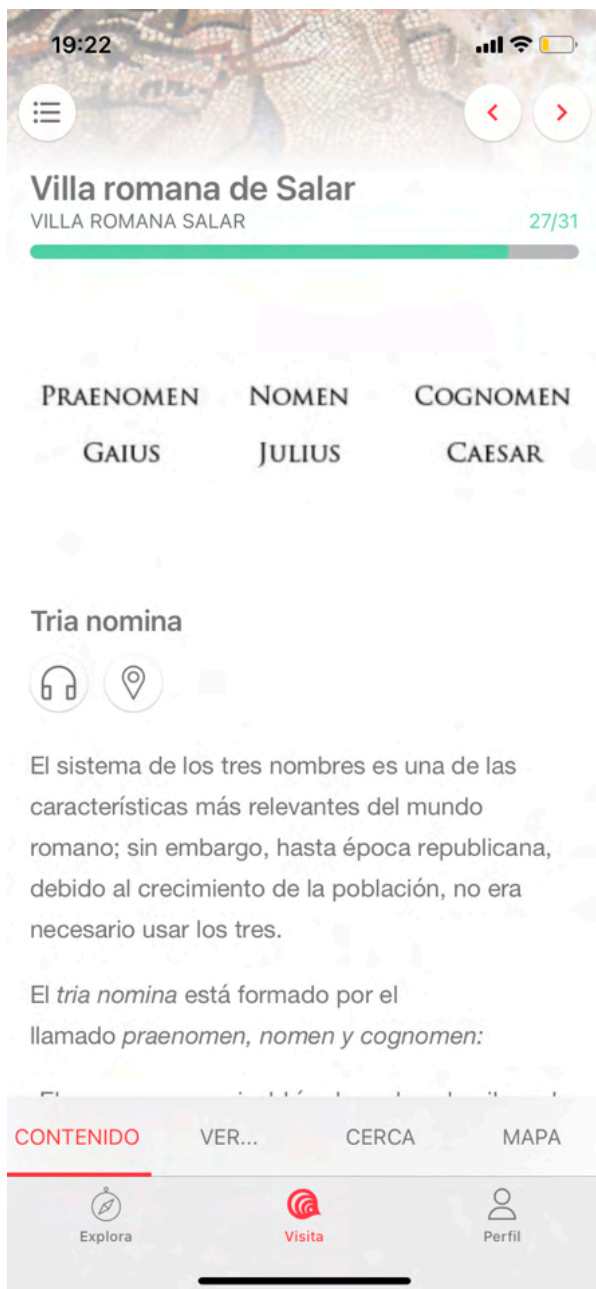 19:22
Villa romana de Salar
VILLA ROMANA SALAR 27/31
PRAENOMEN NOMEN COGNOMEN
GAIUS JULIUS CAESAR
Tria nomina
El sistema de los tres nombres es una de las
características más relevantes del mundo
romano; sin embargo, hasta época republicana,
debido al crecimiento de la población, no era
necesario usar los tres.
El tria nomina está formado por el
llamado praenomen, nomen y cognomen:
CONTENIDO VER... CERCA MAPA
Explora Visita Perfil